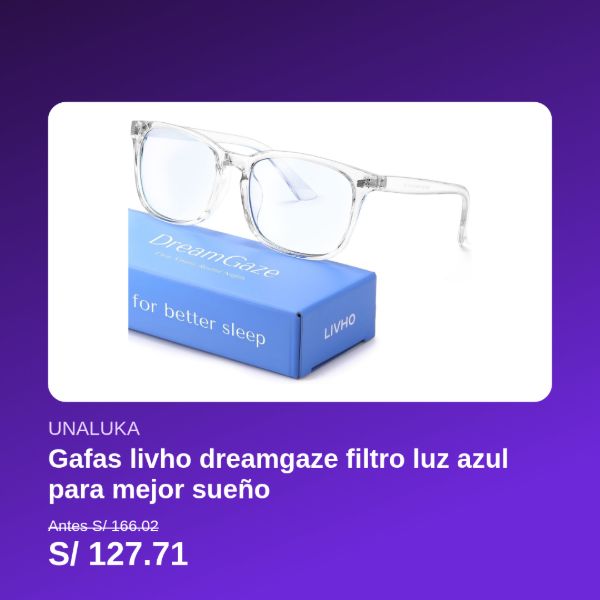 DreamGaze
for better sleep
LIVHO
UNALUKA
Gafas livho dreamgaze filtro luz azul
para mejor sueño
Antes S/ 166.02
S/ 127.71